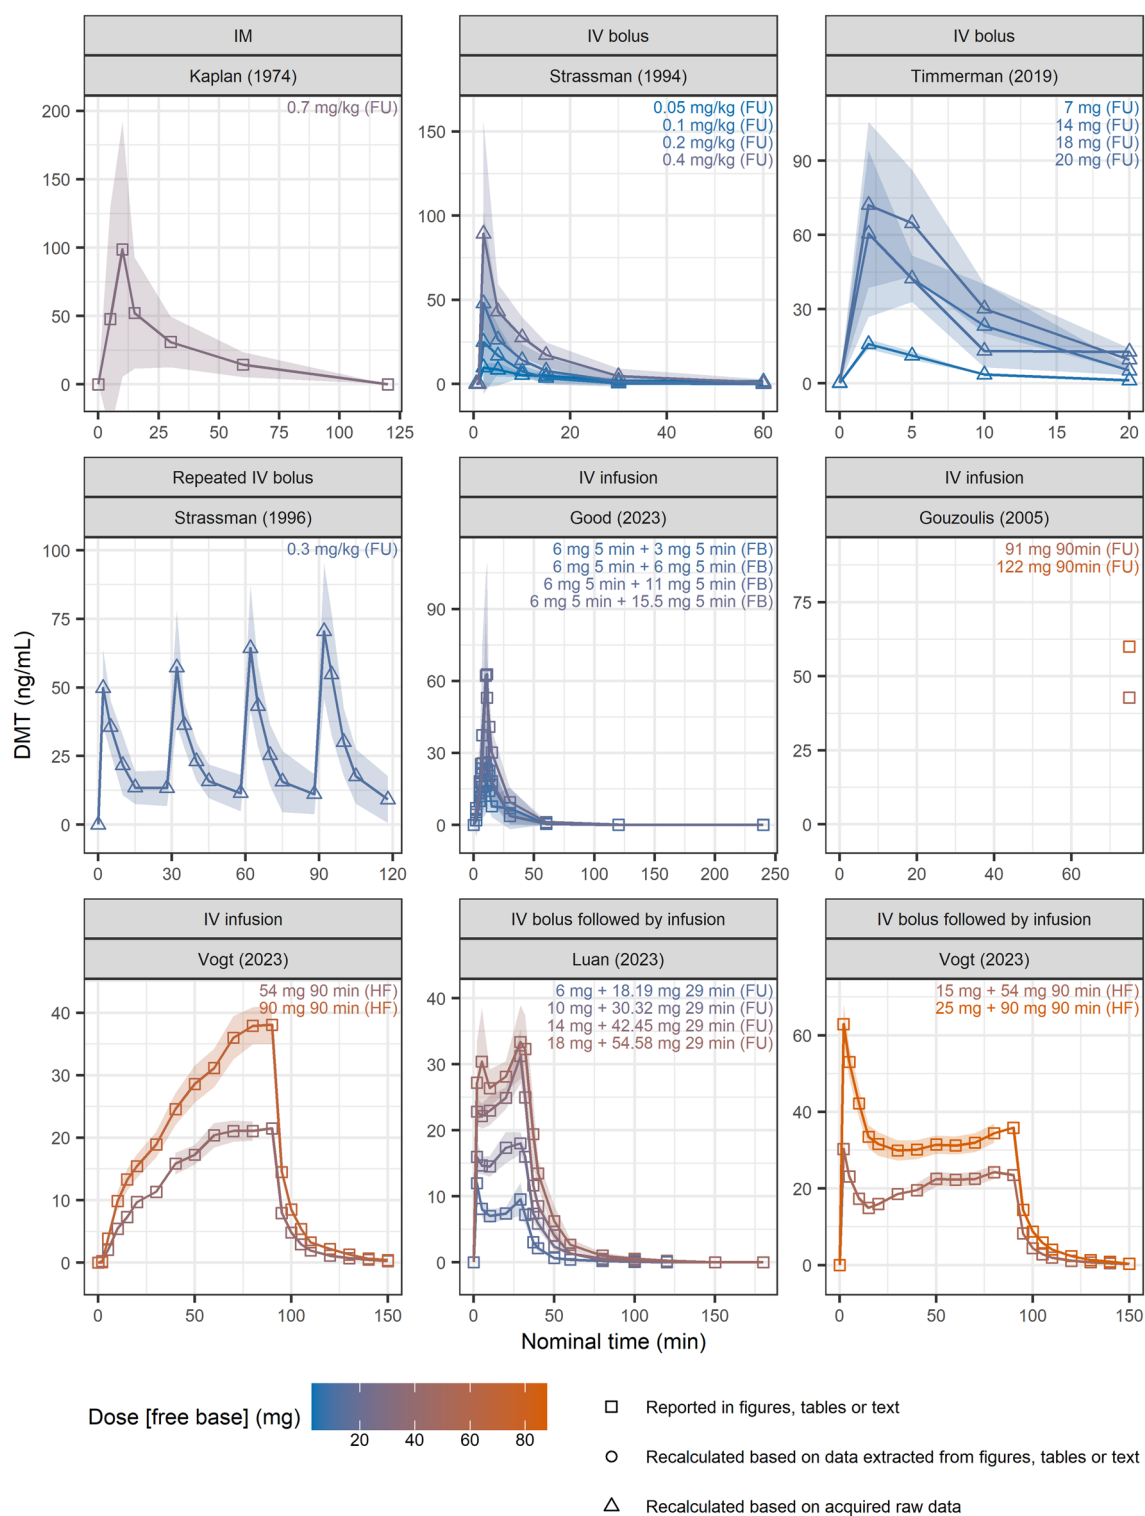 IM
IV bolus
IV bolus
Kaplan (1974)
Strassman (1994)
Timmerman (2019)
0.7 mg/kg (FU)
0.05 mg/kg (FU)
0.1 mg/kg (FU)
0.2 mg/kg (FU)
0.4 mg/kg (FU)
7 mg (FU)
14 mg (FU)
18 mg (FU)
20 mg (FU)
200
150
100
50
0
150
100
50
0
90
60
30
0
0 25 50 75 100 125
0 20 40 60
0 5 10 15 20
Repeated IV bolus
IV infusion
IV infusion
Strassman (1996)
Good (2023)
Gouzoulis (2005)
0.3 mg/kg (FU)
6 mg 5 min + 3 mg 5 min (FB)
6 mg 5 min + 6 mg 5 min (FB)
6 mg 5 min + 11 mg 5 min (FB)
6 mg 5 min + 15.5 mg 5 min (FB)
91 mg 90min (FU)
122 mg 90min (FU)
DMT (ng/mL)
100
75
50
25
0
90
60
30
0
75
50
25
0
0 30 60 90 120
0 50 100 150 200 250
0 20 40 60
IV infusion
IV bolus followed by infusion
IV bolus followed by infusion
Vogt (2023)
Luan (2023)
Vogt (2023)
54 mg 90 min (HF)
90 mg 90 min (HF)
6 mg + 18.19 mg 29 min (FU)
10 mg + 30.32 mg 29 min (FU)
14 mg + 42.45 mg 29 min (FU)
18 mg + 54.58 mg 29 min (FU)
15 mg + 54 mg 90 min (HF)
25 mg + 90 mg 90 min (HF)
40
30
20
10
0
40
30
20
10
0
60
40
20
0
0 50 100 150
0 50 100 150
0 50 100 150
Nominal time (min)
Dose [free base] (mg)
20 40 60 80
Reported in figures, tables or text
Recalculated based on data extracted from figures, tables or text
Recalculated based on acquired raw data